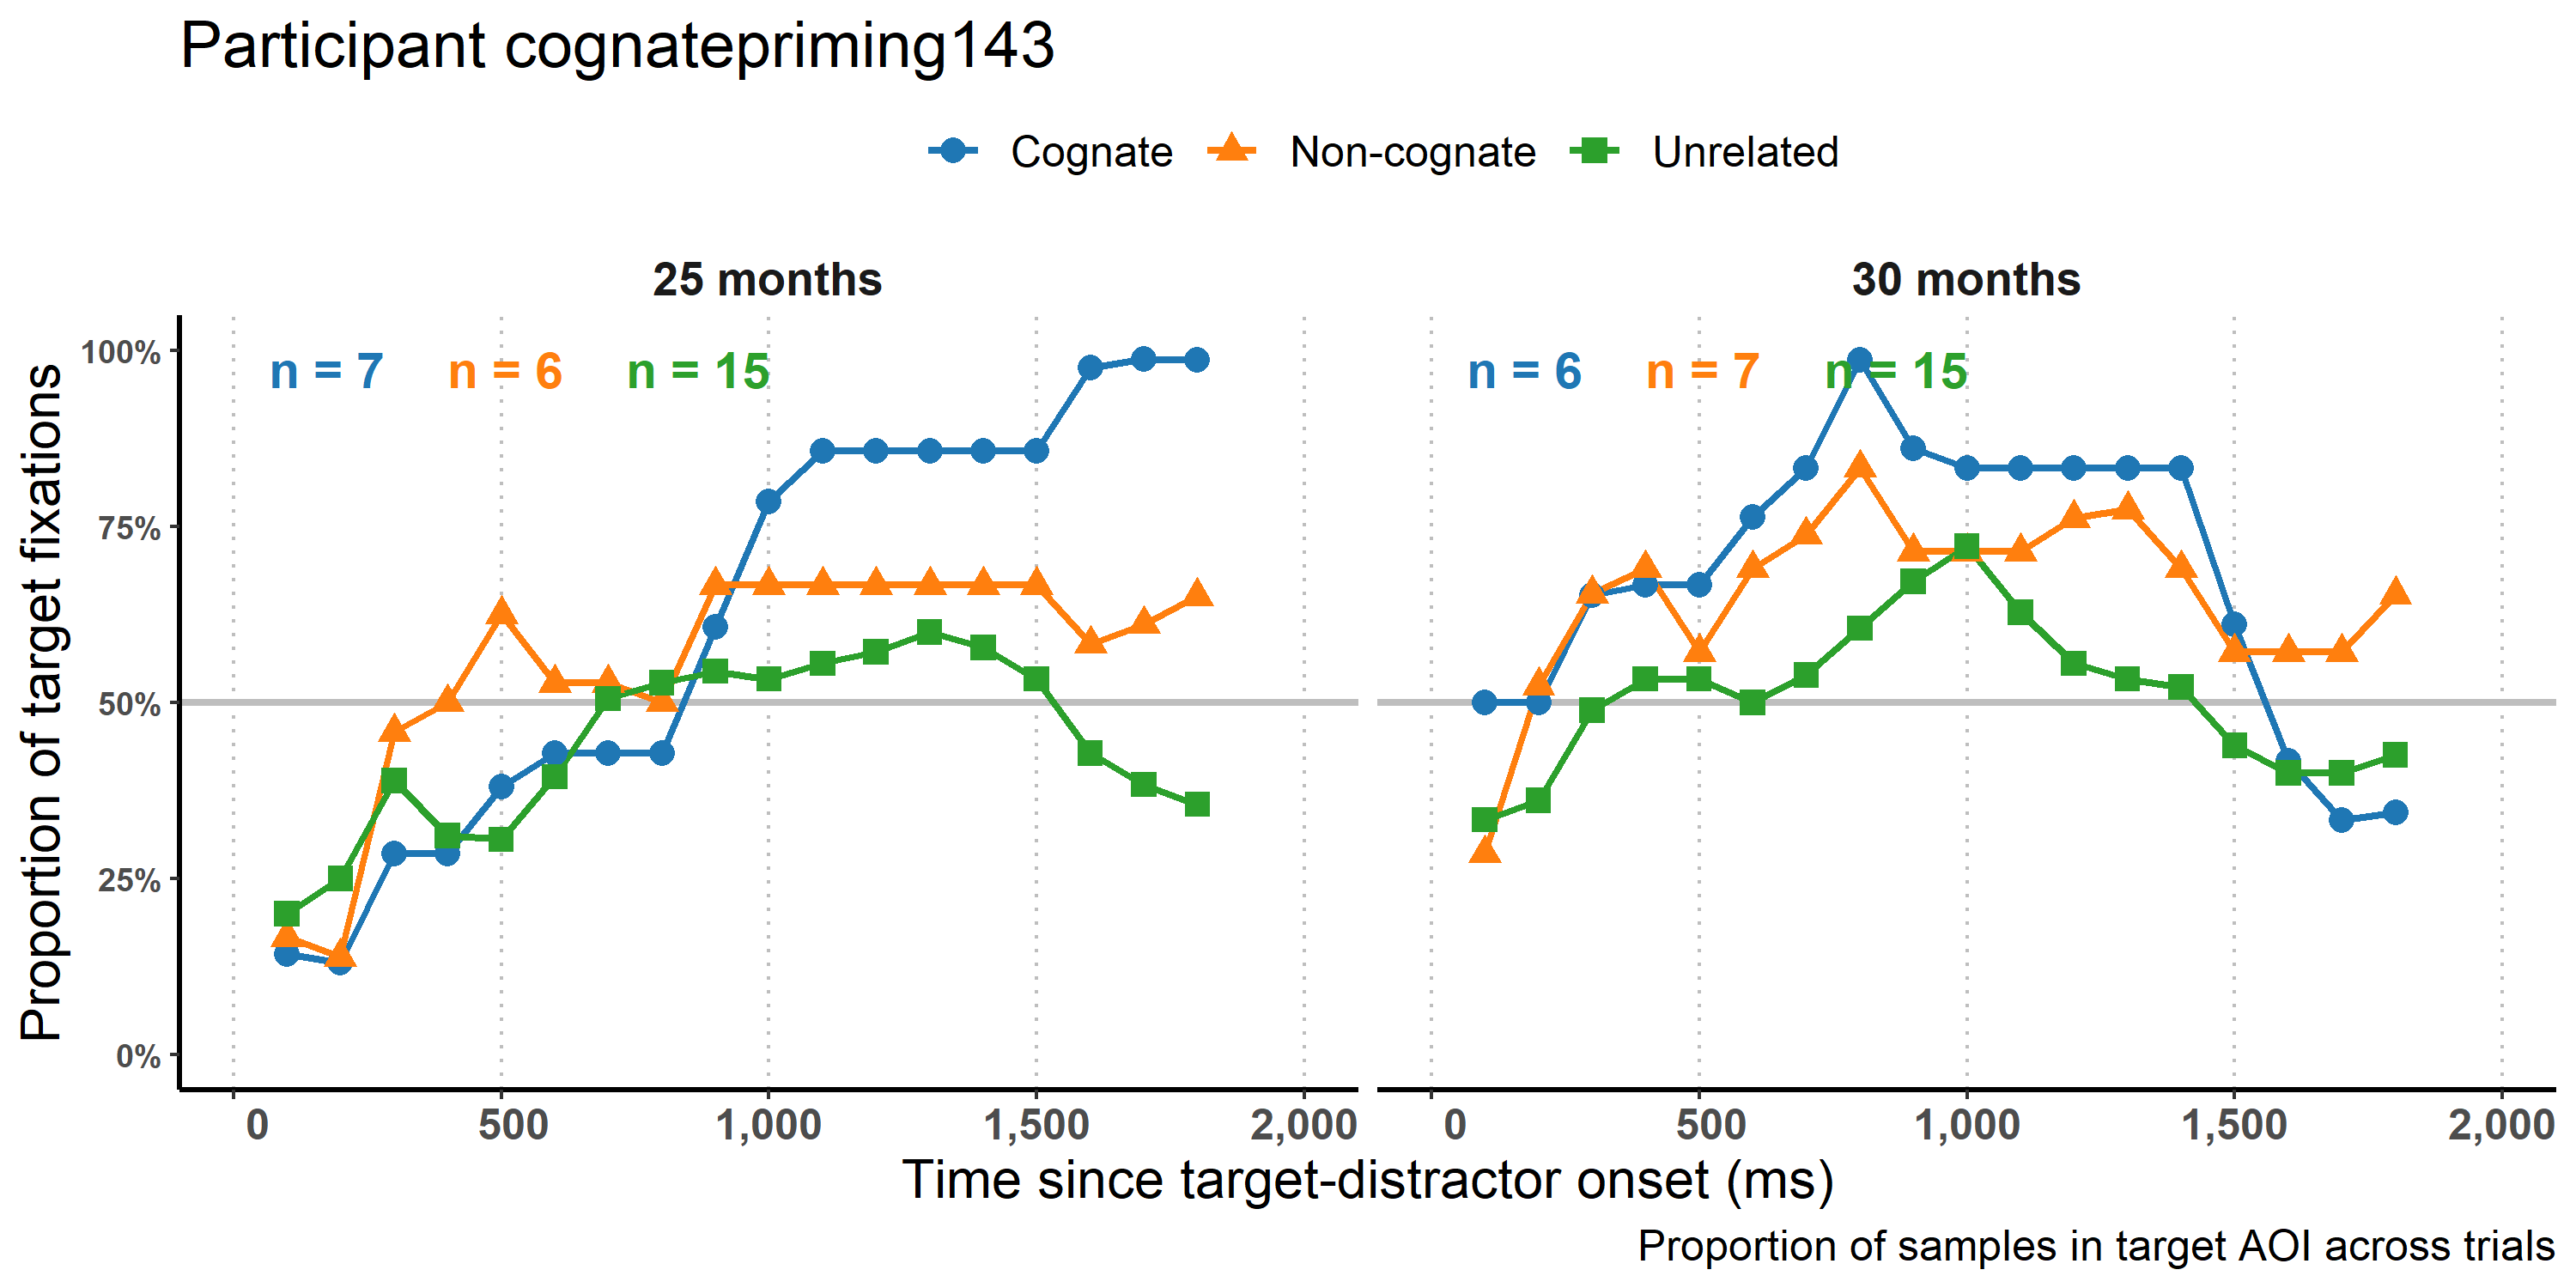 Participant cognatepriming143
Cognate Non-cognate Unrelated
25 months 30 months
100%
75%
50%
25%
0%
n = 7 n = 6 n = 15
n = 6 n = 7 n = 15
Proportion of target fixations
0 500 1,000 1,500 2,000
0 500 1,000 1,500 2,000
Time since target-distractor onset (ms)
Proportion of samples in target AOI across trials